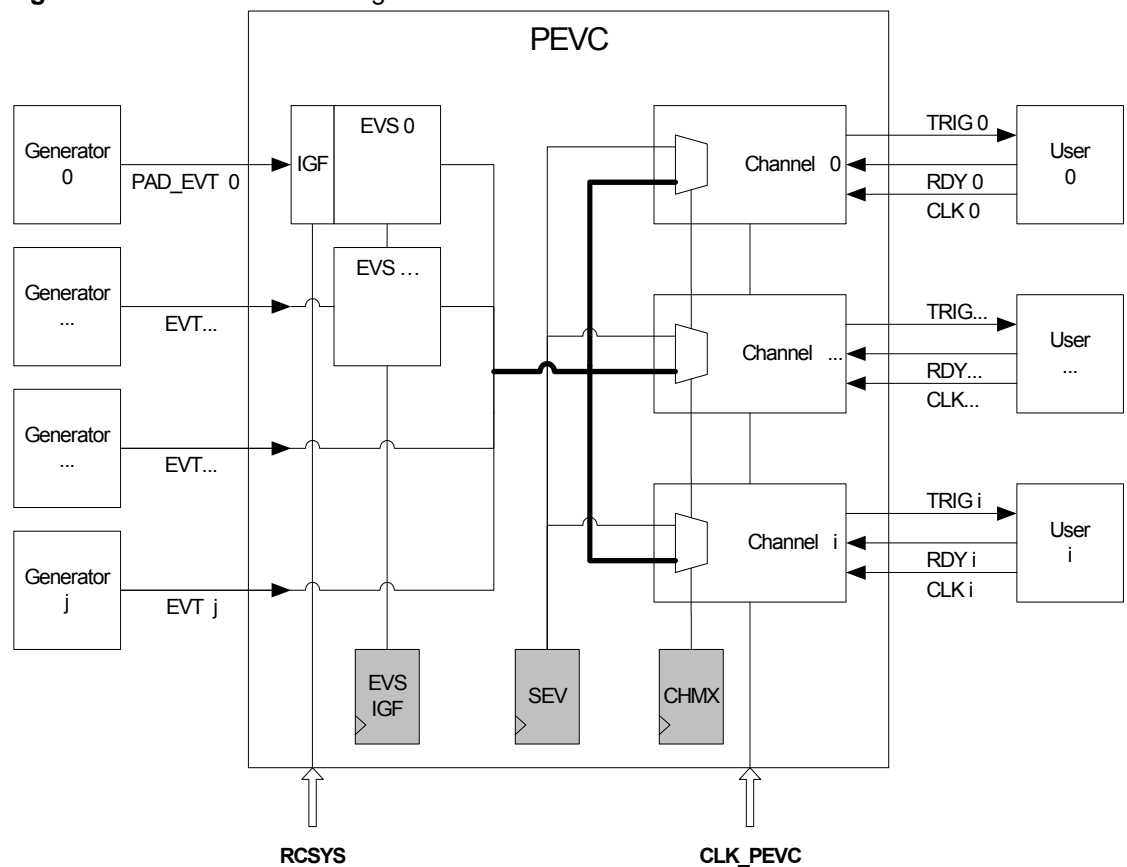 PEVC
Generator
0
PAD_EVT 0
IGF
EVS 0
Channel 0
TRIG 0
RDY 0
CLK 0
User
0
Generator
...
EVT...
EVS ...
Channel ...
TRIG...
RDY...
CLK...
User
...
Generator
...
EVT...
Generator
j
EVT j
Channel i
TRIG i
RDY i
CLK i
User
i
EVS
IGF
SEV
CHMX
RCSYS
CLK_PEVC